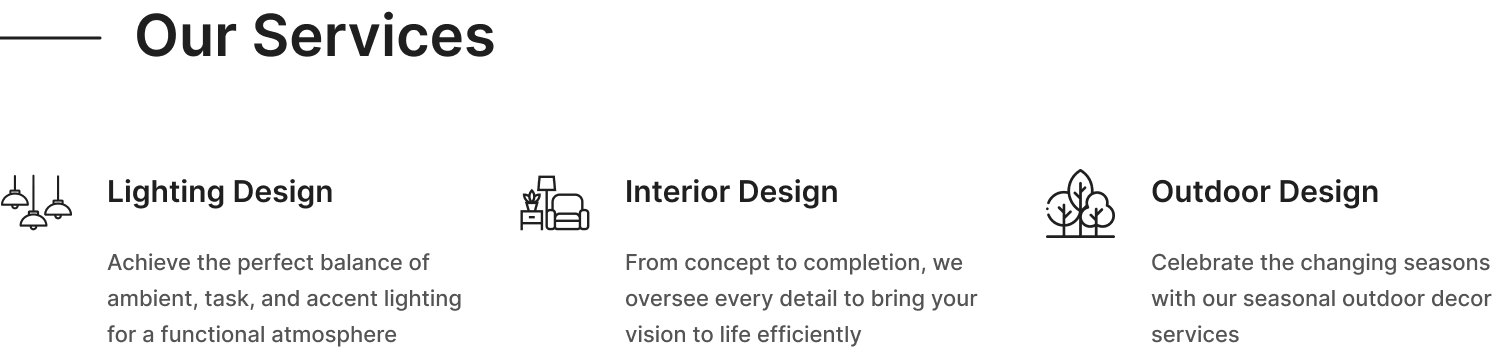 Our Services
Lighting Design
Achieve the perfect balance of
ambient, task, and accent lighting
for a functional atmosphere
Interior Design
From concept to completion, we
oversee every detail to bring your
vision to life efficiently
Outdoor Design
Celebrate the changing seasons
with our seasonal outdoor decor
services